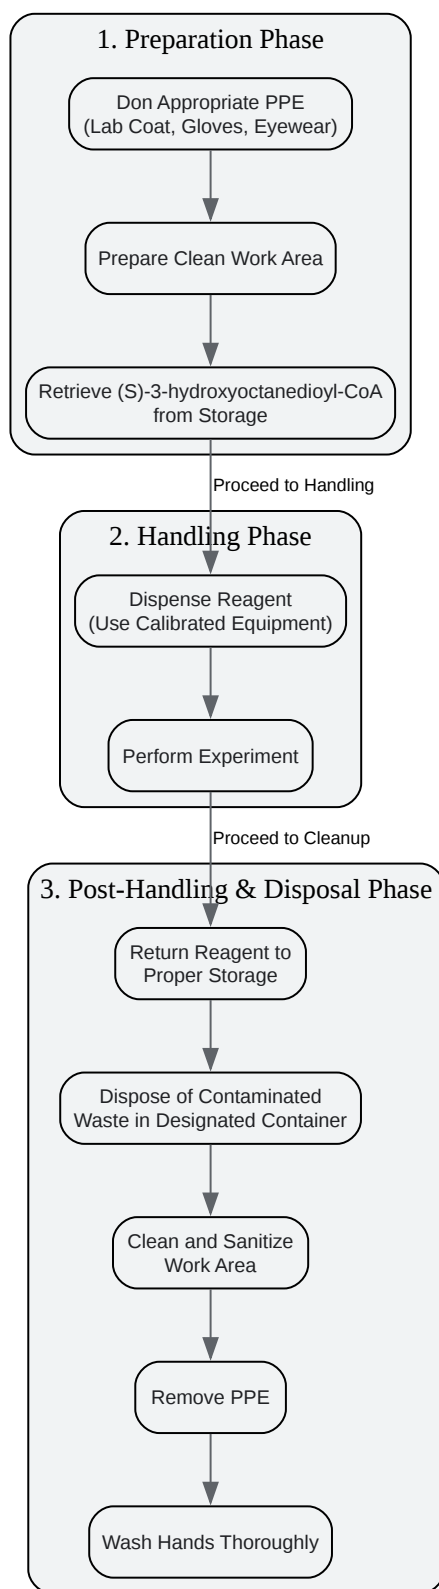 1. Preparation Phase
Don Appropriate PPE
(Lab Coat, Gloves, Eyewear)
Prepare Clean Work Area
Retrieve (S)-3-hydroxyoctanedioyl-CoA
from Storage
Proceed to Handling
2. Handling Phase
Dispense Reagent
(Use Calibrated Equipment)
Perform Experiment
Proceed to Cleanup
3. Post-Handling & Disposal Phase
Return Reagent to
Proper Storage
Dispose of Contaminated
Waste in Designated Container
Clean and Sanitize
Work Area
Remove PPE
Wash Hands Thoroughly